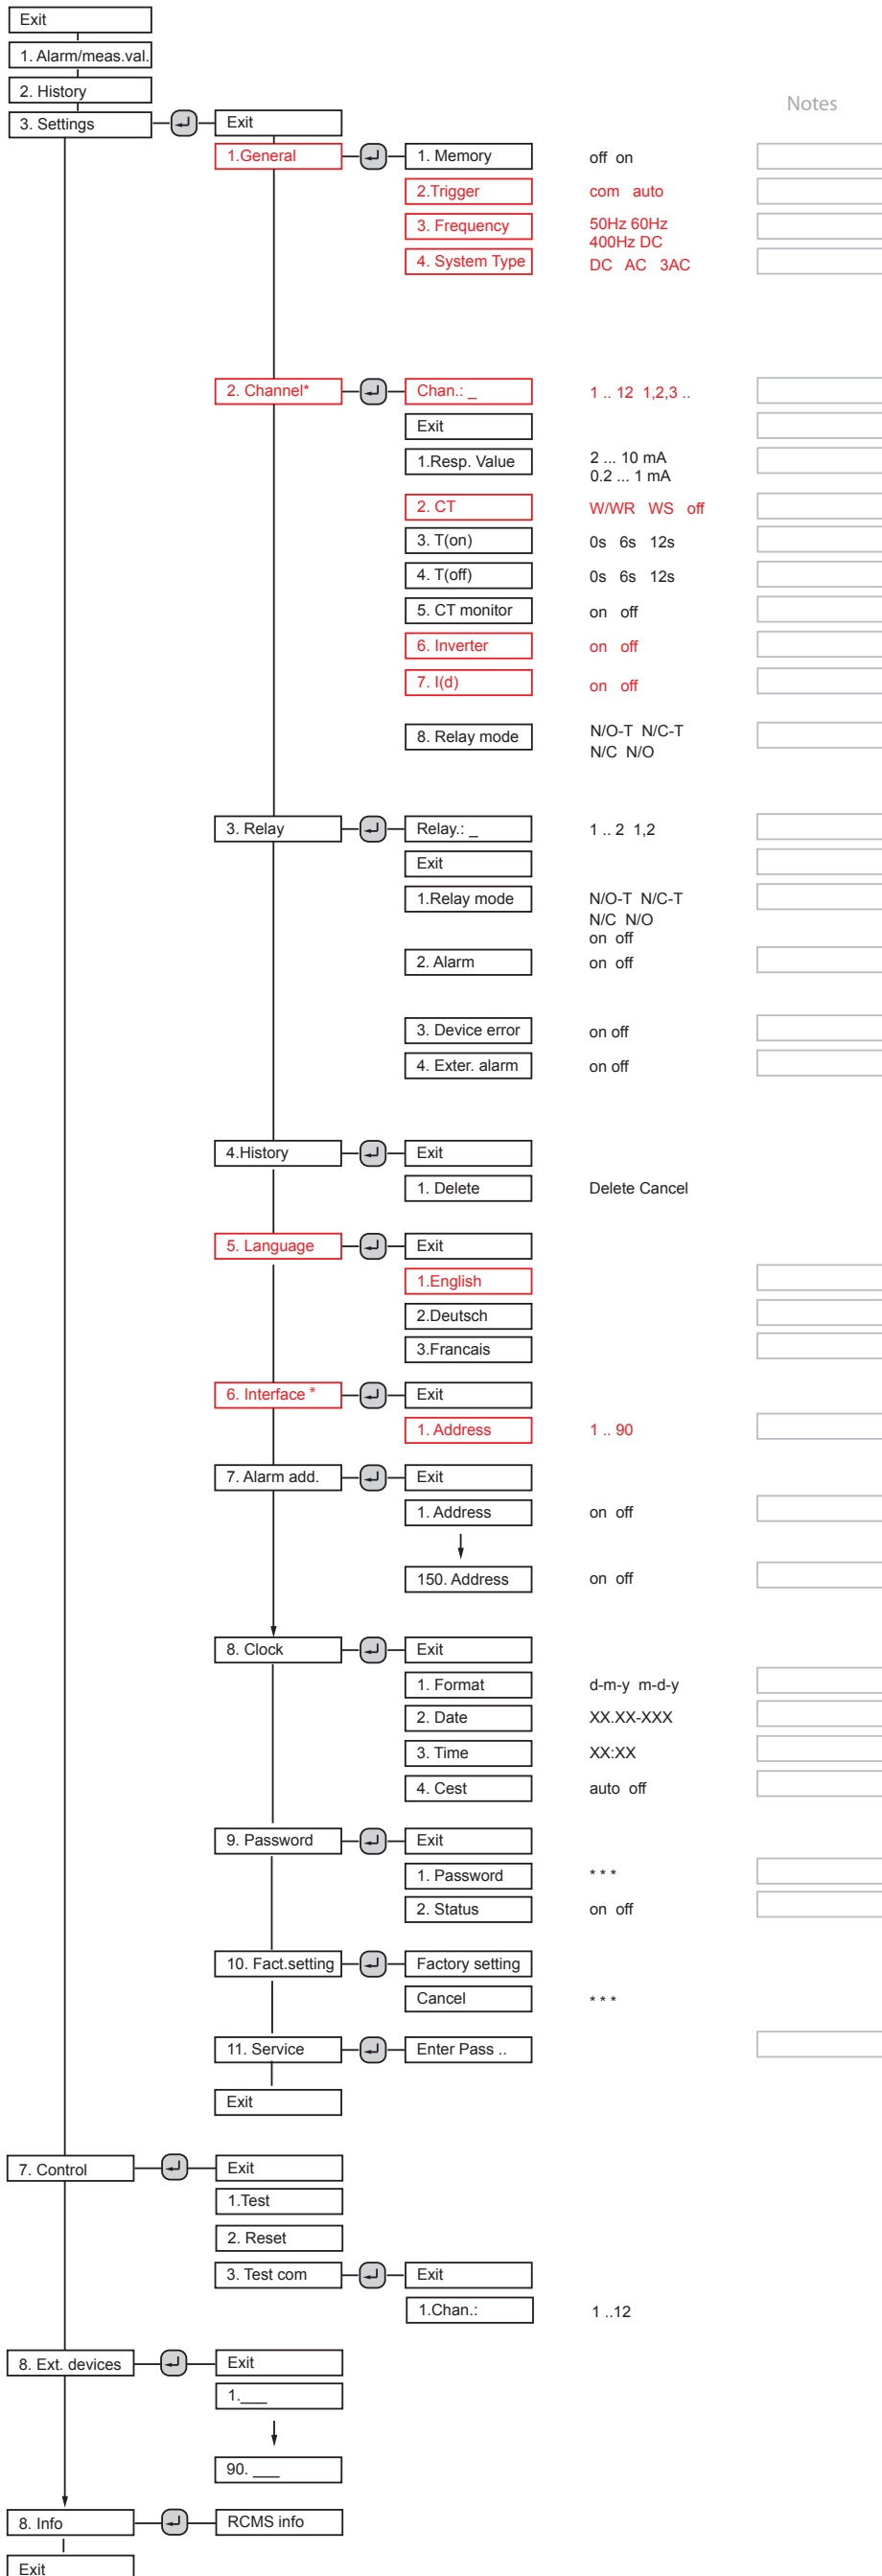 Exit
1. Alarm/meas.val.
2. History
Notes
3. Settings
Exit
1.General
1. Memory
off on
2.Trigger
com auto
3. Frequency
50Hz 60Hz
400Hz DC
4. System Type
DC AC 3AC
2. Channel*
Chan.: _
1 .. 12 1,2,3 ..
Exit
1.Resp. Value
2 ... 10 mA
0.2 ... 1 mA
2. CT
W/WR WS off
3. T(on)
0s 6s 12s
4. T(off)
0s 6s 12s
5. CT monitor
on off
6. Inverter
on off
7. I(d)
on off
8. Relay mode
N/O-T N/C-T
N/C N/O
3. Relay
Relay.: _
1 .. 2 1,2
Exit
1.Relay mode
N/O-T N/C-T
N/C N/O
on off
2. Alarm
on off
3. Device error
on off
4. Exter. alarm
on off
4.History
Exit
1. Delete
Delete Cancel
5. Language
Exit
1.English
2.Deutsch
3.Francais
6. Interface *
Exit
1. Address
1 .. 90
7. Alarm add.
Exit
1. Address
on off
150. Address
on off
8. Clock
Exit
1. Format
d-m-y m-d-y
2. Date
XX.XX-XXX
3. Time
XX:XX
4. Cest
auto off
9. Password
Exit
1. Password
* * *
2. Status
on off
10. Fact.setting
Factory setting
Cancel
* * *
11. Service
Enter Pass ..
Exit
7. Control
Exit
1.Test
2. Reset
3. Test com
Exit
1.Chan.:
1 ..12
8. Ext. devices
Exit
1.___
90. ___
8. Info
RCMS info
Exit